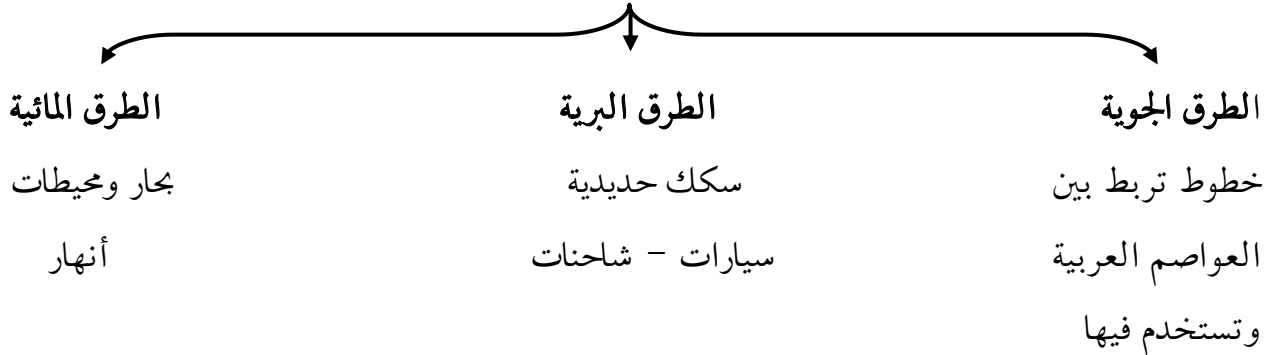 الطرق الجوية
خطوط تربط بين
العواصم العربية
وتستخدم فيها
الطرق البرية
سكك حديدية
سيارات – شاحنات
الطرق المائية
بحار ومحيطات
أنهار